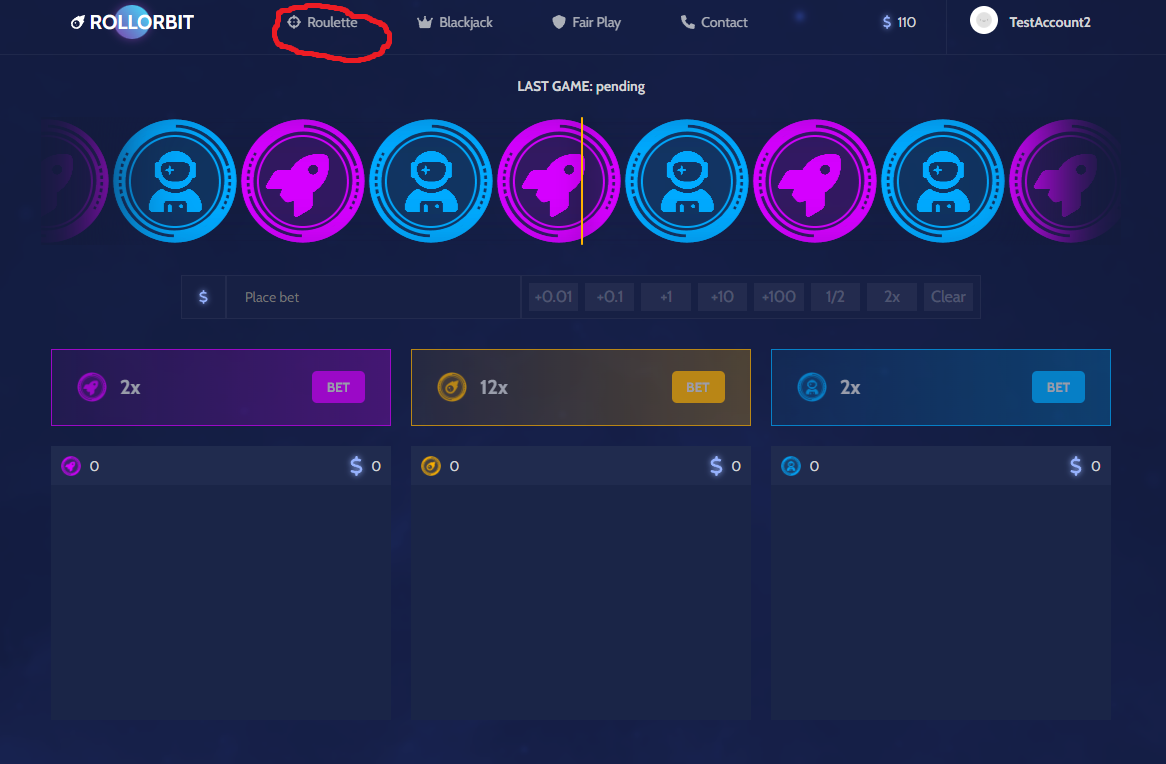 ROLLORBIT Roulette Blackjack Fair Play Contact $ 110 TestAccount2
LAST GAME: pending
$ Place bet +0.01 +0.1 +1 +10 +100 1/2 2x Clear
2x BET 12x BET 2x BET
0 $ 0 0 $ 0 0 $ 0